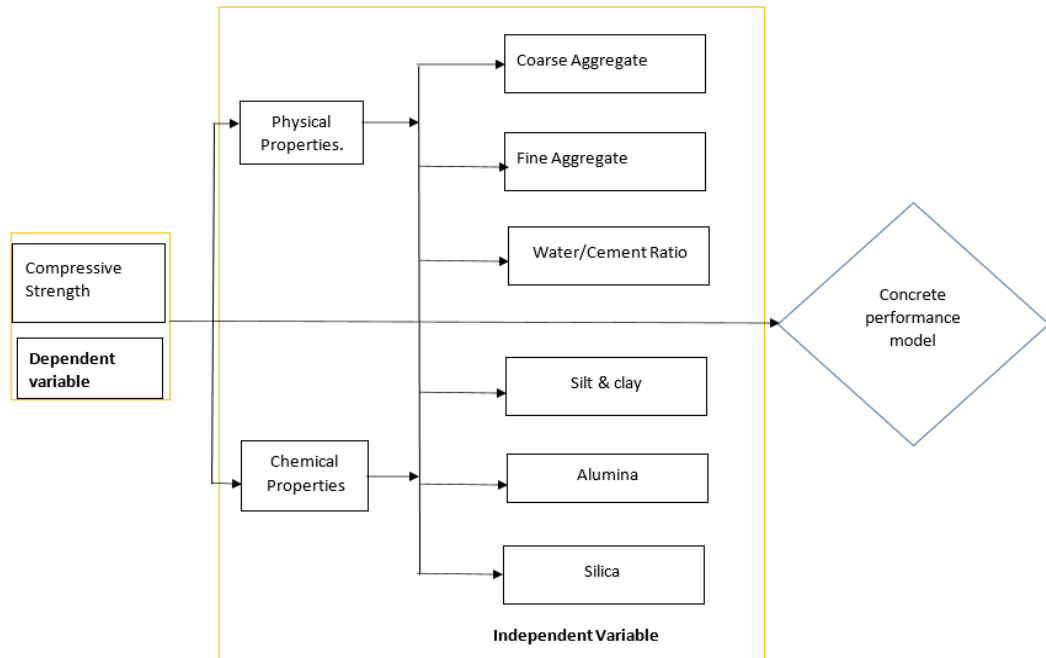 Compressive
Strength
Dependent
variable
Physical
Properties.
Chemical
Properties
Coarse Aggregate
Fine Aggregate
Water/Cement Ratio
Silt & clay
Alumina
Silica
Independent Variable
Concrete
performance
model